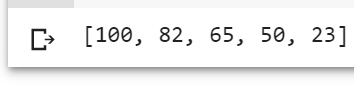 [100, 82, 65, 50, 23]